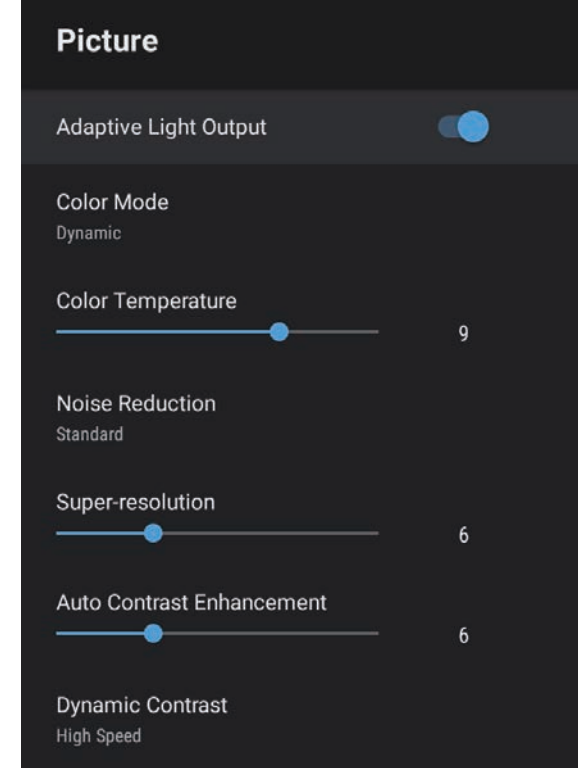 Picture
Adaptive Light Output
Color Mode
Dynamic
Color Temperature
9
Noise Reduction
Standard
Super-resolution
6
Auto Contrast Enhancement
6
Dynamic Contrast
High Speed